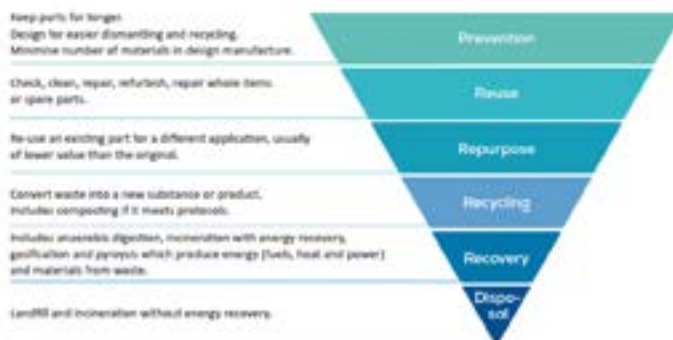 Keep parts for longer.
Design for easier dismantling and recycling.
Minimise number of materials in design manufacture.
Prevention
Check, clean, repair, refurbish, repair whole items
or spare parts.
Reuse
Re-use an existing part for a different application, usually
of lower value than the original.
Repurpose
Convert waste into a new substance or product.
Includes composting if it meets protocols.
Recycling
Includes anaerobic digestion, incineration with energy recovery,
gasification and pyrolysis which produce energy (fuels, heat and power)
and materials from waste.
Recovery
Landfill and incineration without energy recovery.
Dispo-
sal